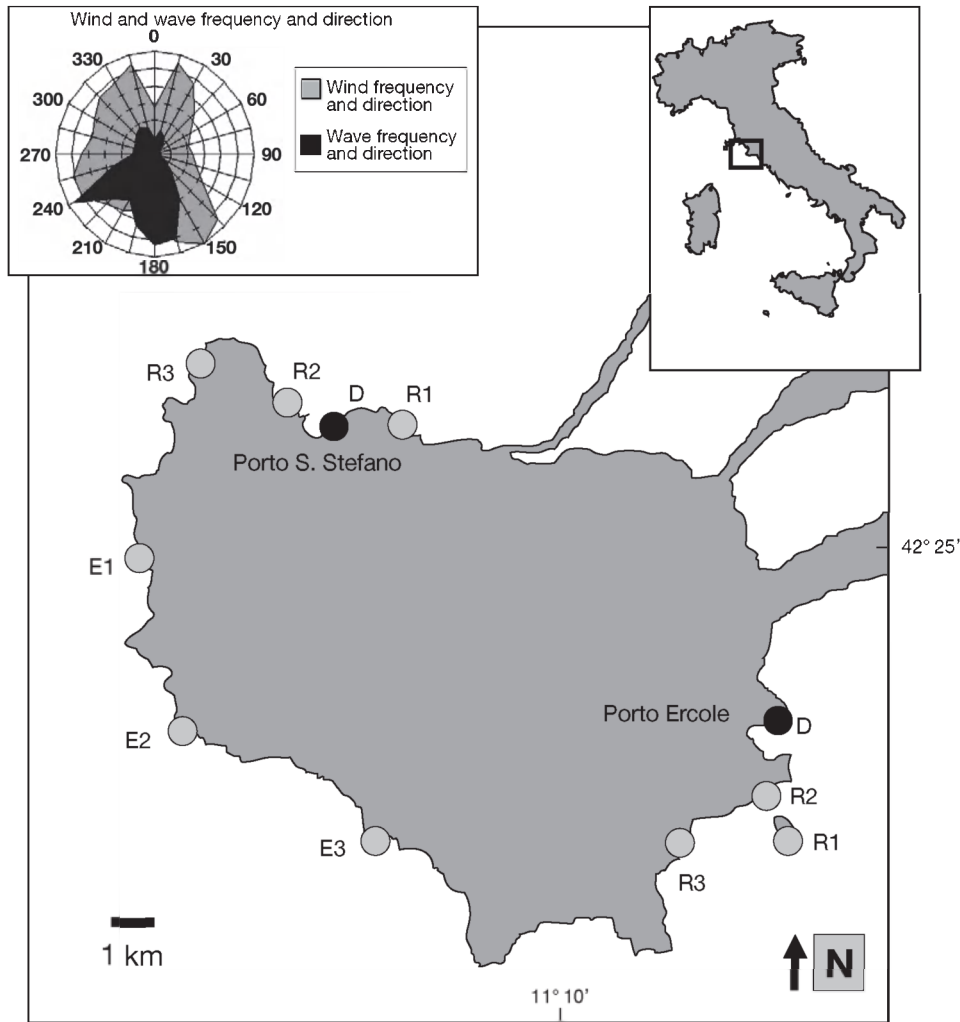 Wind and wave frequency and direction
0
330
30
300
60
270
90
240
120
210
150
180
Wind frequency
and direction
Wave frequency
and direction
R3
R2
D
R1
Porto S. Stefano
E1
42° 25'
E2
Porto Ercole
D
R2
E3
R1
R3
1 km
N
11° 10'